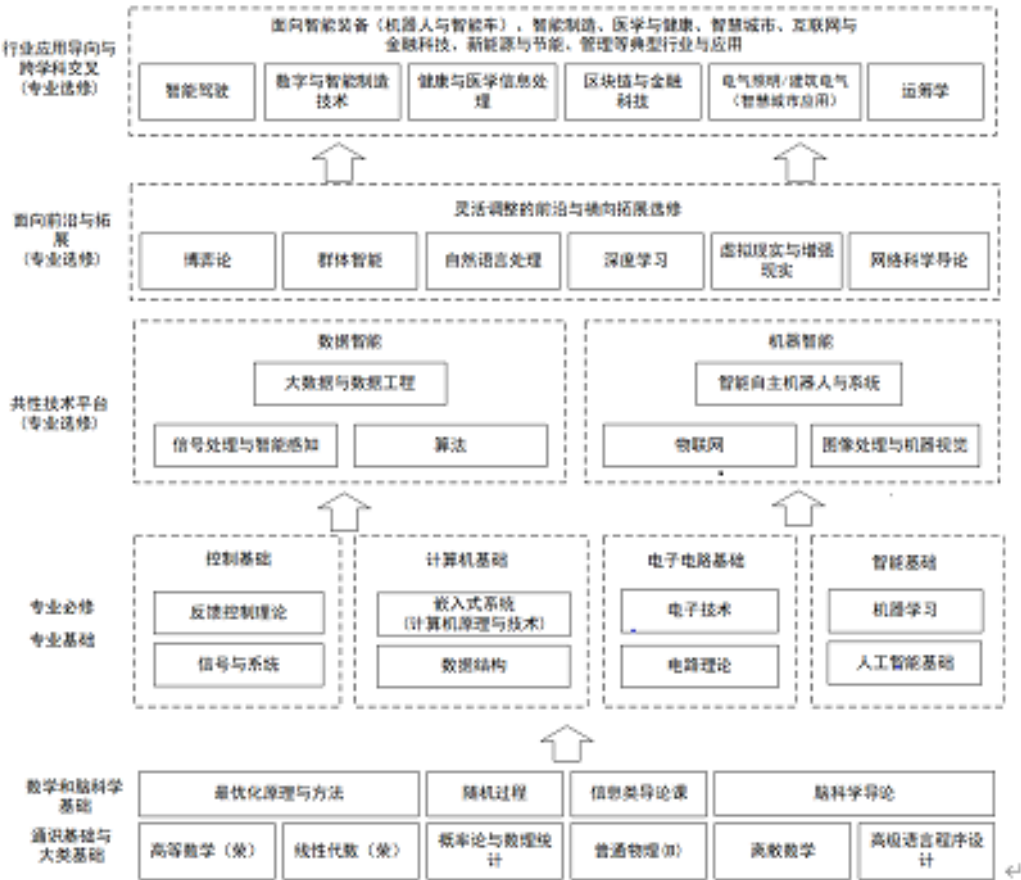 行业应用导向与
跨学科交叉
(专业选修)
面向智能装备（机器人与智能车）、智能制造、医学与健康、智慧城市、互联网与
金融科技、新能源与节能、管理等典型行业与应用
智能驾驶
数字与智能制造
技术
健康与医学信息处
理
区块链与金融
科技
电气照明/建筑电气
（智慧城市应用）
运筹学
面向前沿与拓
展
(专业选修)
灵活调整的前沿与横向拓展选修
博弈论
群体智能
自然语言处理
深度学习
虚拟现实与增强
现实
网络科学导论
共性技术平台
(专业选修)
数据智能
大数据与数据工程
信号处理与智能感知
算法
机器智能
智能自主机器人与系统
物联网
图像处理与机器视觉
专业必修
专业基础
控制基础
反馈控制理论
信号与系统
计算机基础
嵌入式系统
(计算机原理与技术)
数据结构
电子电路基础
电子技术
电路理论
智能基础
机器学习
人工智能基础
数学和脑科学
基础
最优化原理与方法
随机过程
信息类导论课
脑科学导论
通识基础与
大类基础
高等数学（荣）
线性代数（荣）
概率论与数理统
计
普通物理(II)
离散数学
高级语言程序设
计